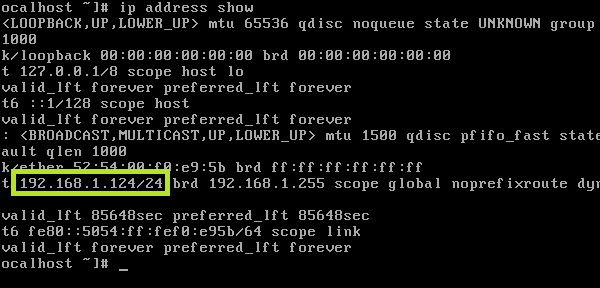 ocalhost ~]# ip address show
<LOOPBACK,UP,LOWER_UP> mtu 65536 qdisc noqueue state UNKNOWN group
1000
k/loopback 00:00:00:00:00:00 brd 00:00:00:00:00:00
t 127.0.0.1/8 scope host lo
valid_lft forever preferred_lft forever
t6 ::1/128 scope host
valid_lft forever preferred_lft forever
: <BROADCAST,MULTICAST,UP,LOWER_UP> mtu 1500 qdisc pfifo_fast state
ault qlen 1000
k/ether 52:54:00:f0:e9:5b brd ff:ff:ff:ff:ff:ff
t 192.168.1.124/24 brd 192.168.1.255 scope global noprefixroute dyn
valid_lft 85648sec preferred_lft 85648sec
t6 fe80::5054:ff:fef0:e95b/64 scope link
valid_lft forever preferred_lft forever
ocalhost ~]# _